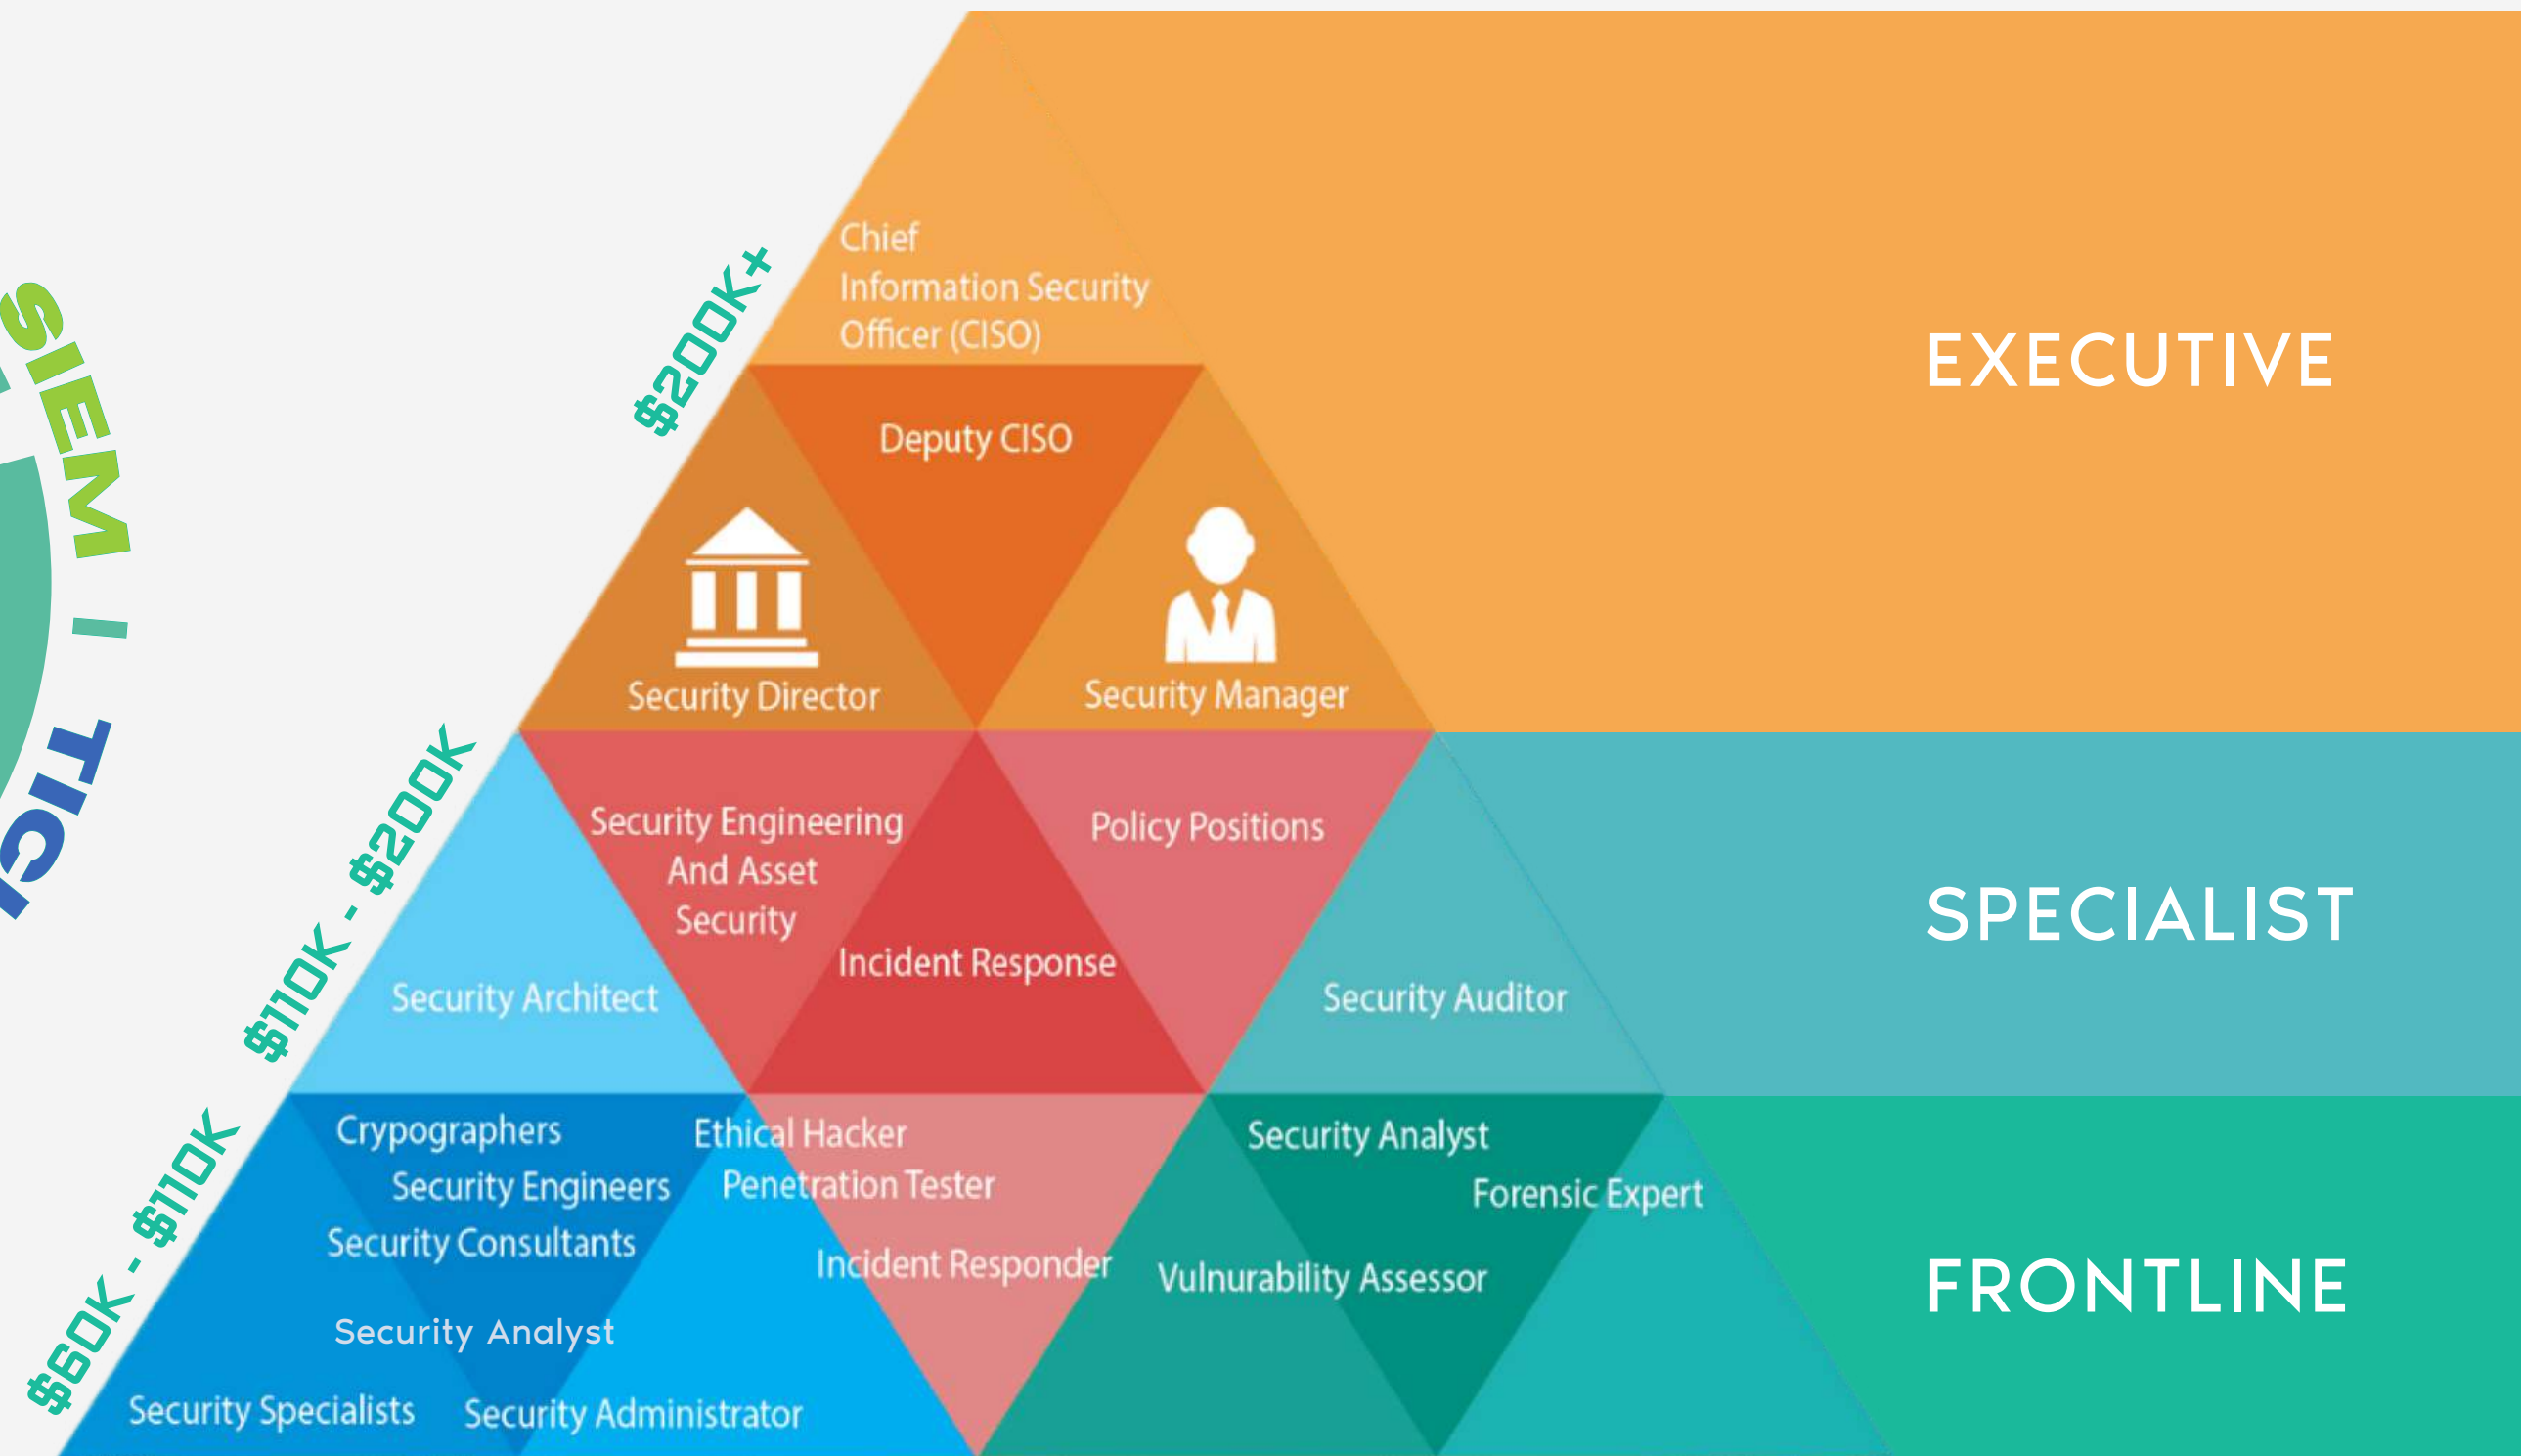 SIEM |
$200K+
Chief
Information Security
Officer (CISO)
EXECUTIVE
Deputy CISO
Security Director
Security Manager
$110K - $200K
Security Engineering
And Asset
Security
Policy Positions
Incident Response
Security Architect
Security Auditor
SPECIALIST
$60K - $110K
Crypographers
Security Engineers
Security Consultants
Security Analyst
Security Specialists
Security Administrator
Ethical Hacker
Penetration Tester
Incident Responder
Security Analyst
Forensic Expert
Vulnurability Assessor
FRONTLINE